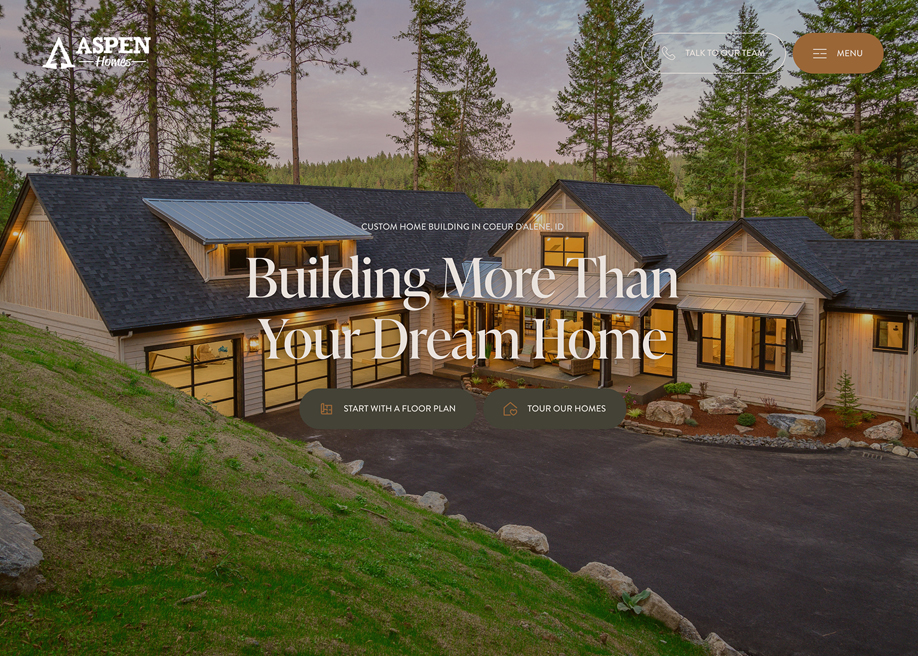 ASPEN
Homes
TALK TO OUR TEAM
MENU
CUSTOM HOME BUILDING IN COEUR D'ALENE, ID
Building More Than
Your Dream Home
START WITH A FLOOR PLAN
TOUR OUR HOMES